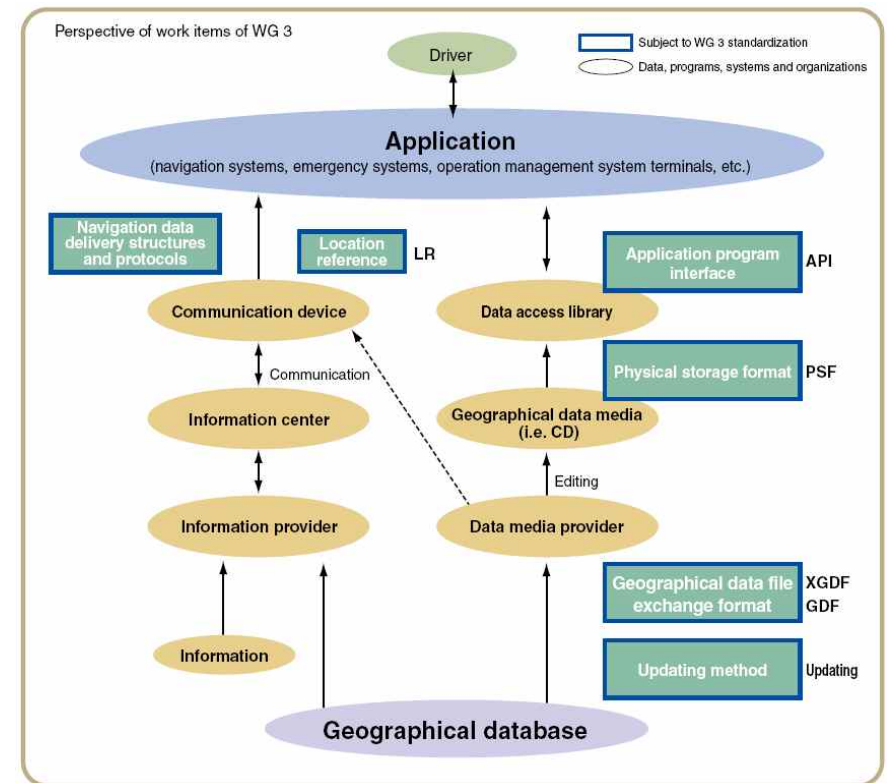 Perspective of work items of WG 3
Driver
Subject to WG 3 standardization
Data, programs, systems and organizations
Application
(navigation systems, emergency systems, operation management system terminals, etc.)
Navigation data
delivery structures
and protocols
Location
reference
LR
Application program
interface
API
Communication device
Data access library
Physical storage format
PSF
Communication
Information center
Geographical data media
(i.e. CD)
Editing
Information provider
Data media provider
Geographical data file
exchange format
XGDF
GDF
Information
Updating method
Updating
Geographical database